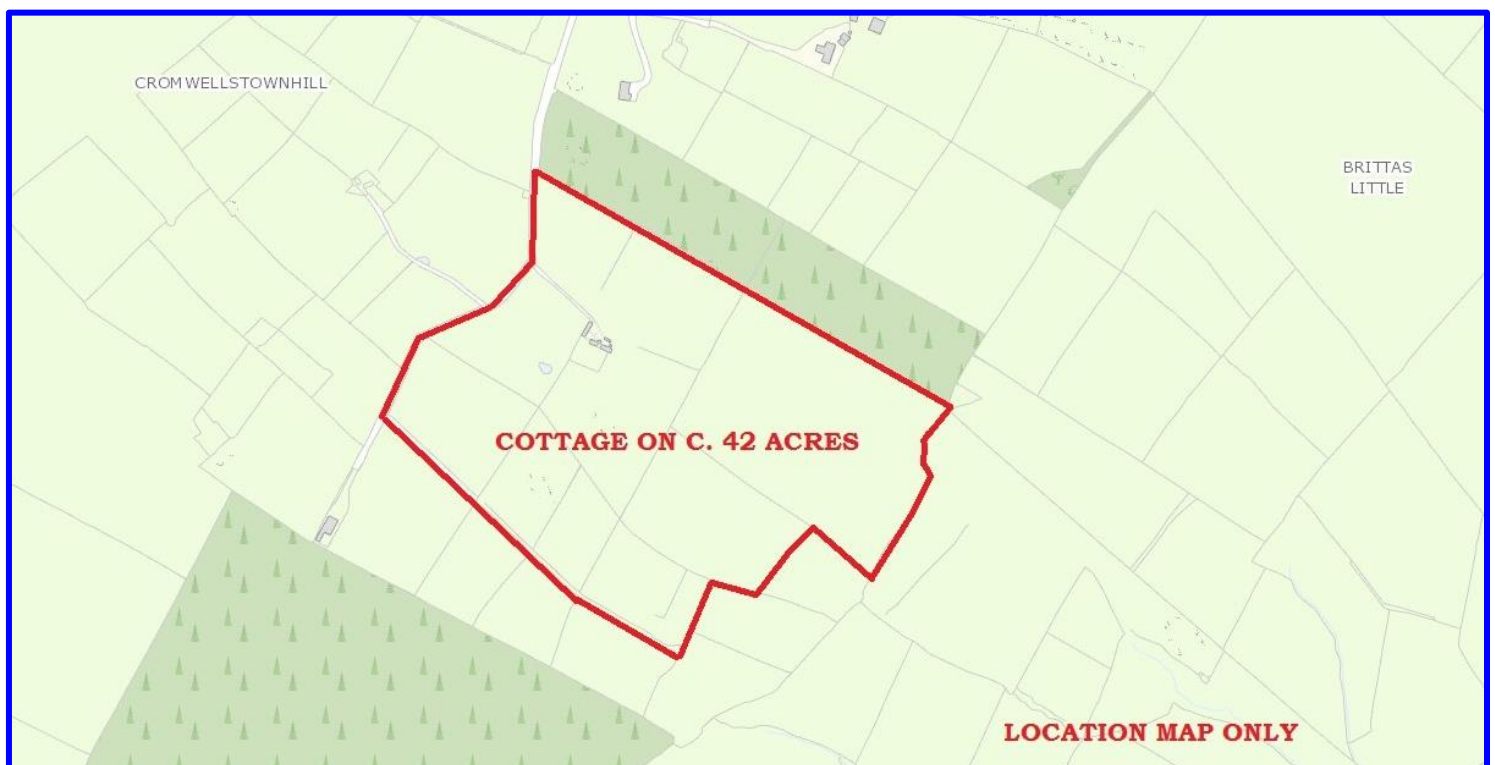 CROMWELLSTOWNHILL
BRITTAS
LITTLE
COTTAGE ON C. 42 ACRES
LOCATION MAP ONLY